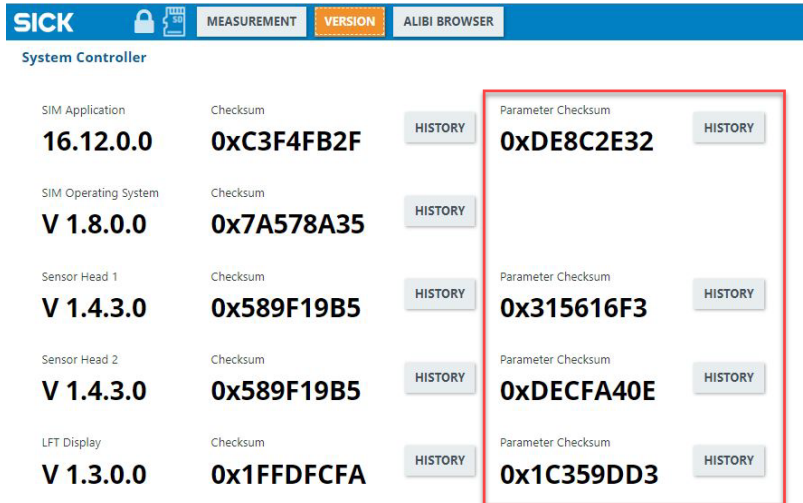 SICK SD MEASUREMENT VERSION ALIBI BROWSER
System Controller
SIM Application Checksum Parameter Checksum
16.12.0.0 0xC3F4FB2F HISTORY 0xDE8C2E32 HISTORY
SIM Operating System Checksum
V 1.8.0.0 0x7A578A35 HISTORY
Sensor Head 1 Checksum Parameter Checksum
V 1.4.3.0 0x589F19B5 HISTORY 0x315616F3 HISTORY
Sensor Head 2 Checksum Parameter Checksum
V 1.4.3.0 0x589F19B5 HISTORY 0xDECFA40E HISTORY
LFT Display Checksum Parameter Checksum
V 1.3.0.0 0x1FFDFCFA HISTORY 0x1C359DD3 HISTORY